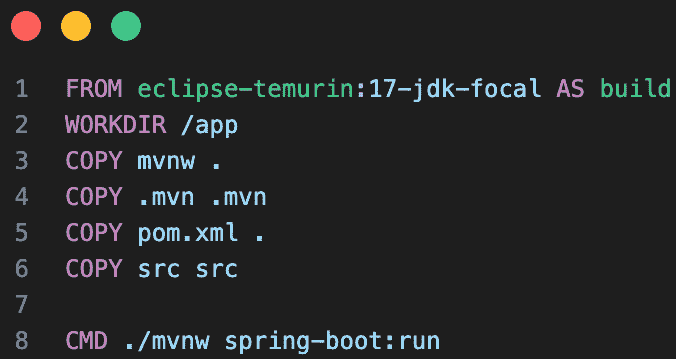 1 FROM eclipse-temurin:17-jdk-focal AS build
2 WORKDIR /app
3 COPY mvnw .
4 COPY .mvn .mvn
5 COPY pom.xml .
6 COPY src src
7
8 CMD ./mvnw spring-boot:run